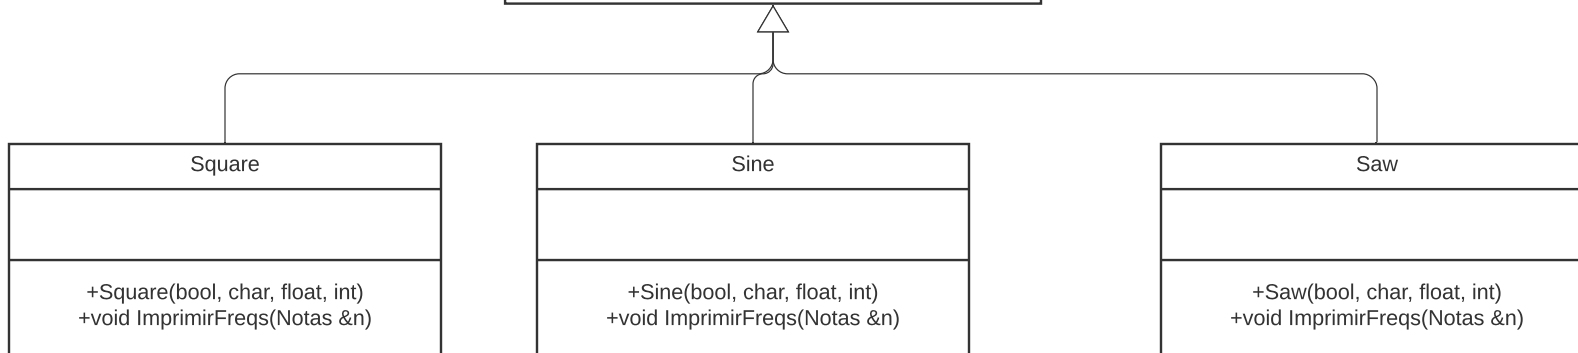 Square
+Square(bool, char, float, int)
+void ImprimirFreqs(Notas &n)
Sine
+Sine(bool, char, float, int)
+void ImprimirFreqs(Notas &n)
Saw
+Saw(bool, char, float, int)
+void ImprimirFreqs(Notas &n)